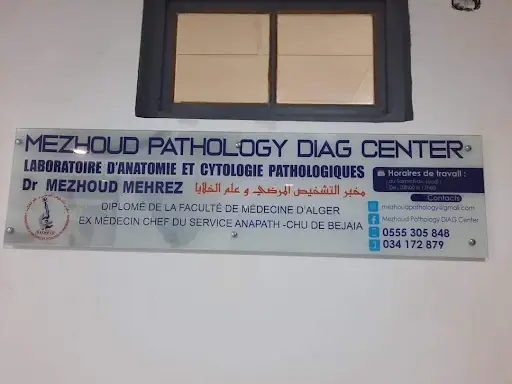 MEZHOUD PATHOLOGY DIAG CENTER
LABORATOIRE D'ANATOMIE ET CYTOLOGIE PATHOLOGIQUES
Dr MEZHOUD MEHREZ
مخبر التشخيص المرضي و علم الخلايا
DIPLOMÉ DE LA FACULTÉ DE MÉDECINE D'ALGER
EX MÉDECIN CHEF DU SERVICE ANAPATH -CHU DE BEJAIA
Horaires de travail :
Contacts
mezhoudpathology@gmail.com
Mezhoud Pathology DIAG Center
0555 305 848
034 172 879